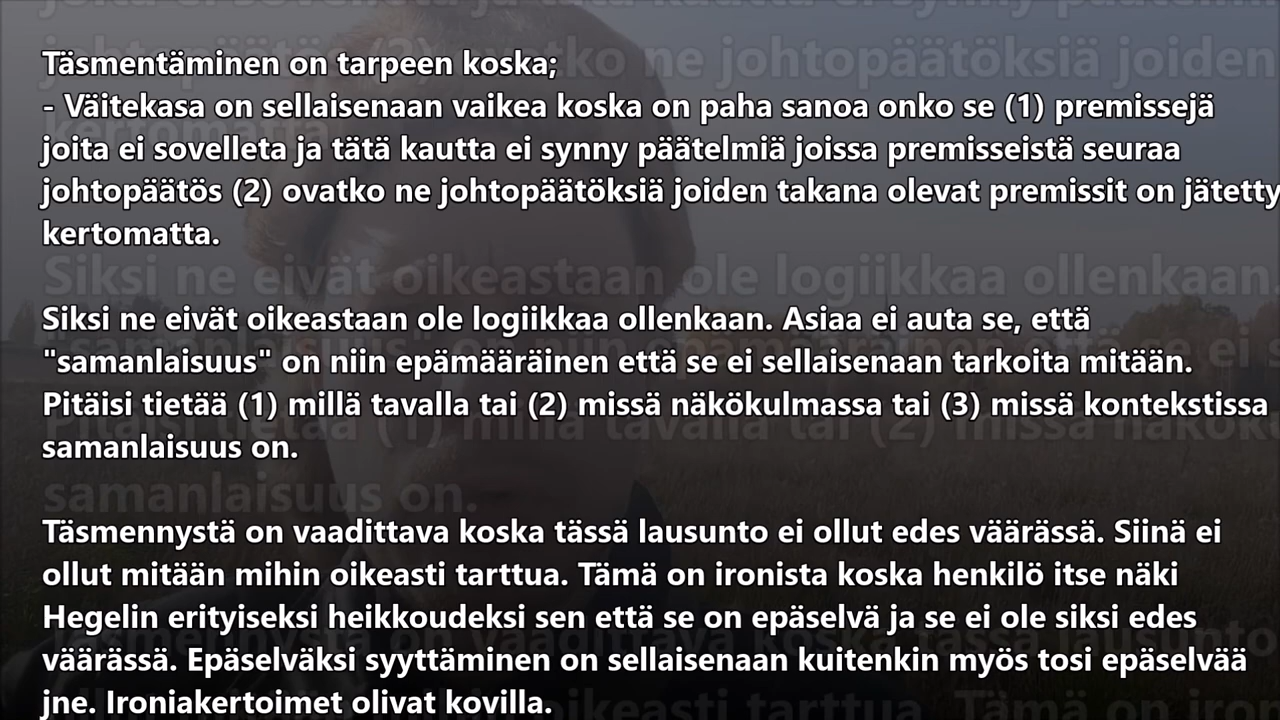 Täsmentäminen on tarpeen koska;
- Väitekasa on sellaisenaan vaikea koska on paha sanoa onko se (1) premissejä
joita ei sovelleta ja tätä kautta ei synny päätelmiä joissa premisseistä seuraa
johtopäätös (2) ovatko ne johtopäätöksiä joiden takana olevat premissit on jätetty
kertomatta.
Siksi ne eivät oikeastaan ole logiikkaa ollenkaan. Asiaa ei auta se, että
"samanlaisuus" on niin epämääräinen että se ei sellaisenaan tarkoita mitään.
Pitäisi tietää (1) millä tavalla tai (2) missä näkökulmassa tai (3) missä kontekstissa
samanlaisuus on.
Täsmennystä on vaadittava koska tässä lausunto ei ollut edes väärässä. Siinä ei
ollut mitään mihin oikeasti tarttua. Tämä on ironista koska henkilö itse näki
Hegelin erityiseksi heikkoudeksi sen että se on epäselvä ja se ei ole siksi edes
väärässä. Epäselväksi syyttäminen on sellaisenaan kuitenkin myös tosi epäselvää
jne. Ironiakertoimet olivat kovilla.